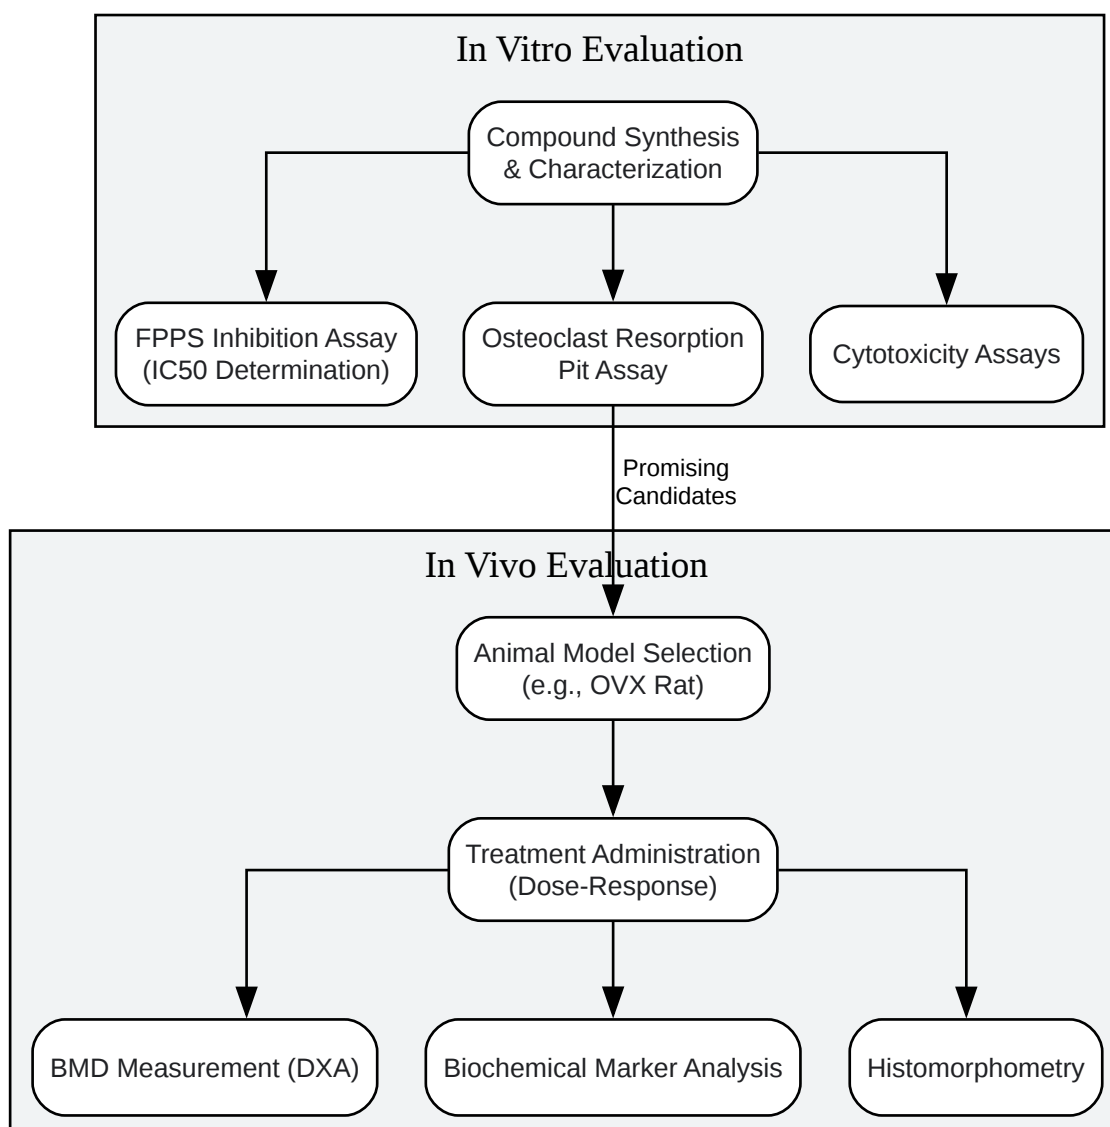 In Vitro Evaluation
Compound Synthesis
& Characterization
FPPS Inhibition Assay
(IC50 Determination)
Osteoclast Resorption
Pit Assay
Cytotoxicity Assays
Promising
Candidates
In Vivo Evaluation
Animal Model Selection
(e.g., OVX Rat)
Treatment Administration
(Dose-Response)
BMD Measurement (DXA)
Biochemical Marker Analysis
Histomorphometry